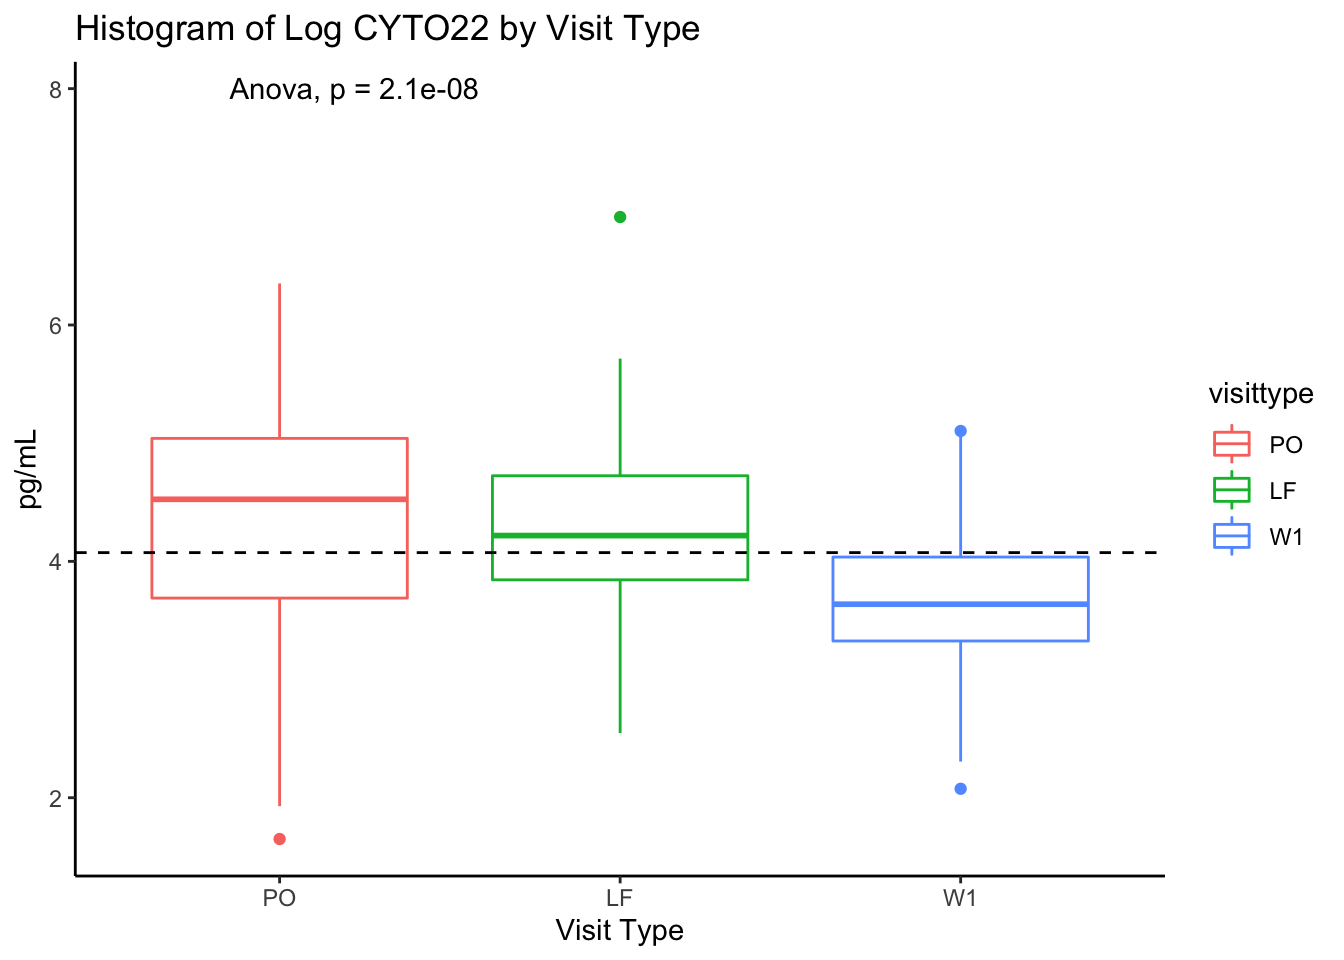 Histogram of Log CYTO22 by Visit Type
Anova, p = 2.1e-08
8
6
4
2
pg/mL
PO
LF
W1
Visit Type
visittype
PO
LF
W1